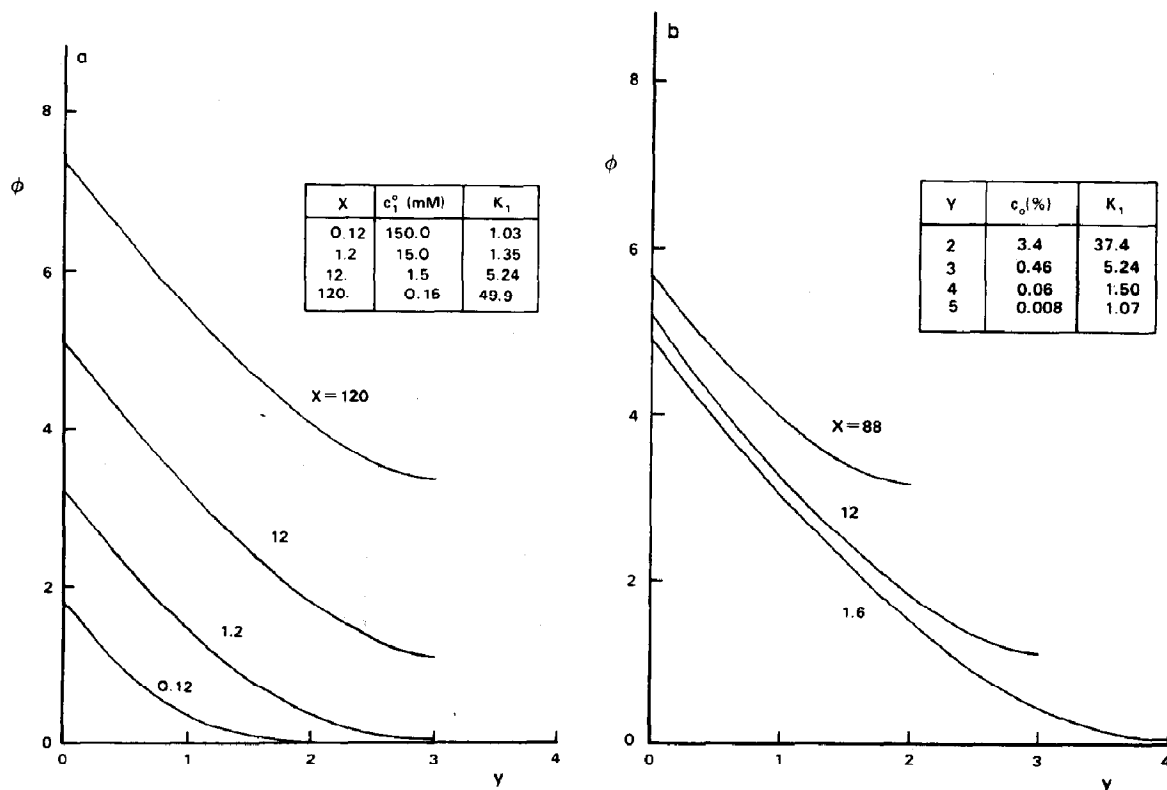 a
8
6
4
2
0
φ
X c₁° (mM) K₁
0.12 150.0 1.03
1.2 15.0 1.35
12. 1.5 5.24
120. 0.16 49.9
X=120
12
1.2
0.12
0 1 2 3 4
y
b
8
6
4
2
0
φ
Y c₀(%) K₁
2 3.4 37.4
3 0.46 5.24
4 0.06 1.50
5 0.008 1.07
X=88
12
1.6
0 1 2 3 4
y